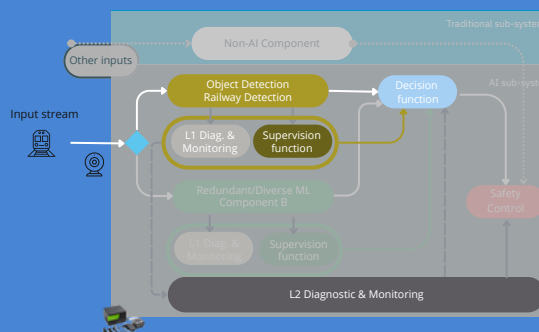 Traditional sub-syste
Non-AI Component
Other inputs
AI sub-syst
Object Detection
Railway Detection
Decision
function
Input stream
L1 Diag. &
Monitoring
Supervision
function
Redundant/Diverse ML
Component B
Safety
Control
L1 Diag. &
Monitoring
Supervision
function
L2 Diagnostic & Monitoring